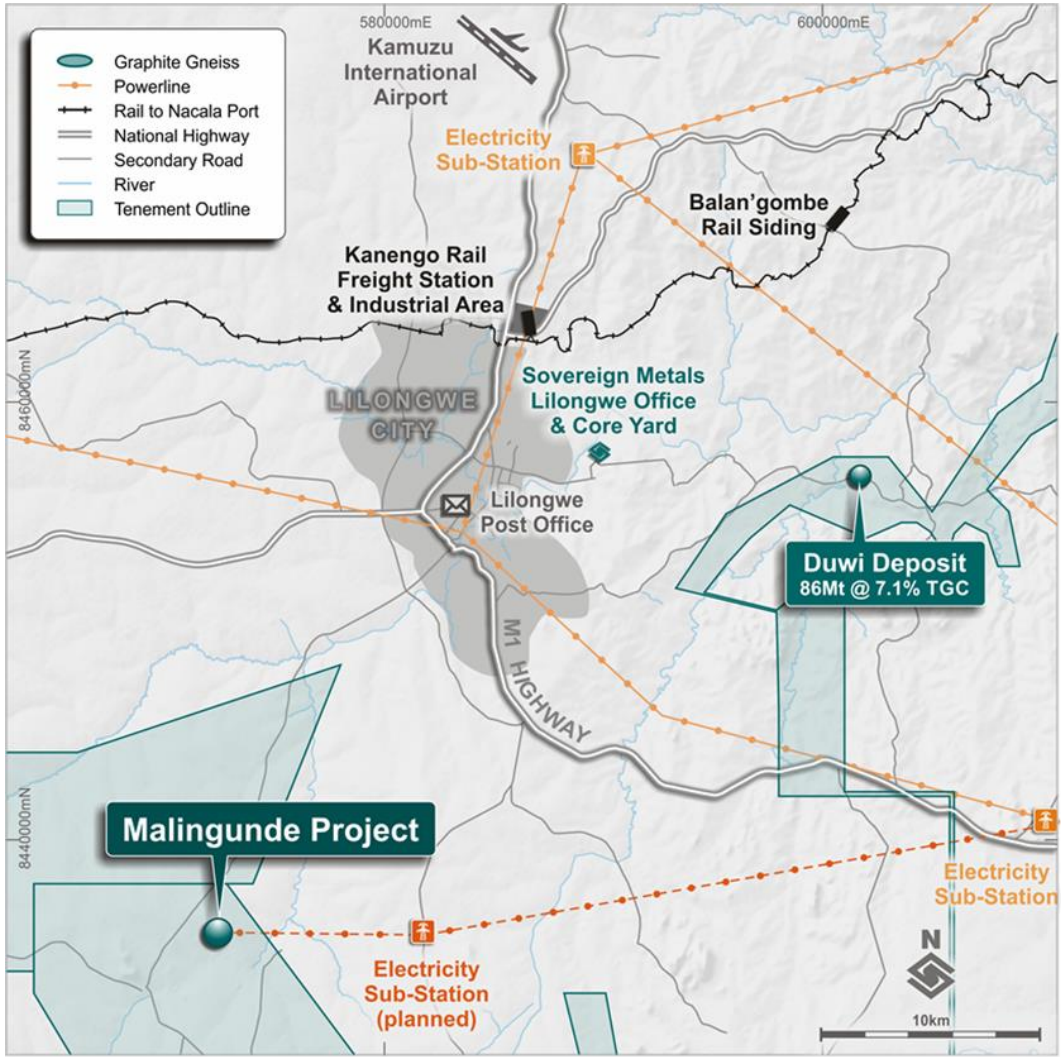 580000mE
600000mE
Kamuzu
International
Airport
Graphite Gneiss
Powerline
Rail to Nacala Port
National Highway
Secondary Road
River
Tenement Outline
Electricity
Sub-Station
Balan'gombe
Rail Siding
Kanengo Rail
Freight Station
& Industrial Area
8460000mN
LILONGWE
CITY
Sovereign Metals
Lilongwe Office
& Core Yard
Lilongwe
Post Office
Duwi Deposit
86Mt @ 7.1% TGC
M1 HIGHWAY
8440000mN
Malingunde Project
Electricity
Sub-Station
Electricity
Sub-Station
(planned)
N
10km